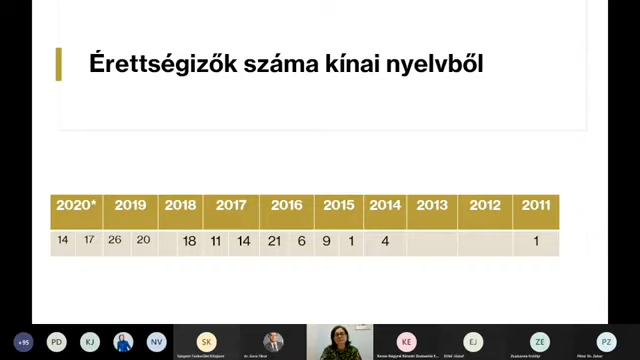 Érettségizők száma kínai nyelvből
2020* 2019 2018 2017 2016 2015 2014 2013 2012 2011
14 17 26 20 18 11 14 21 6 9 1 4 1
+95 PD KJ NV SK KE EJ ZE PZ